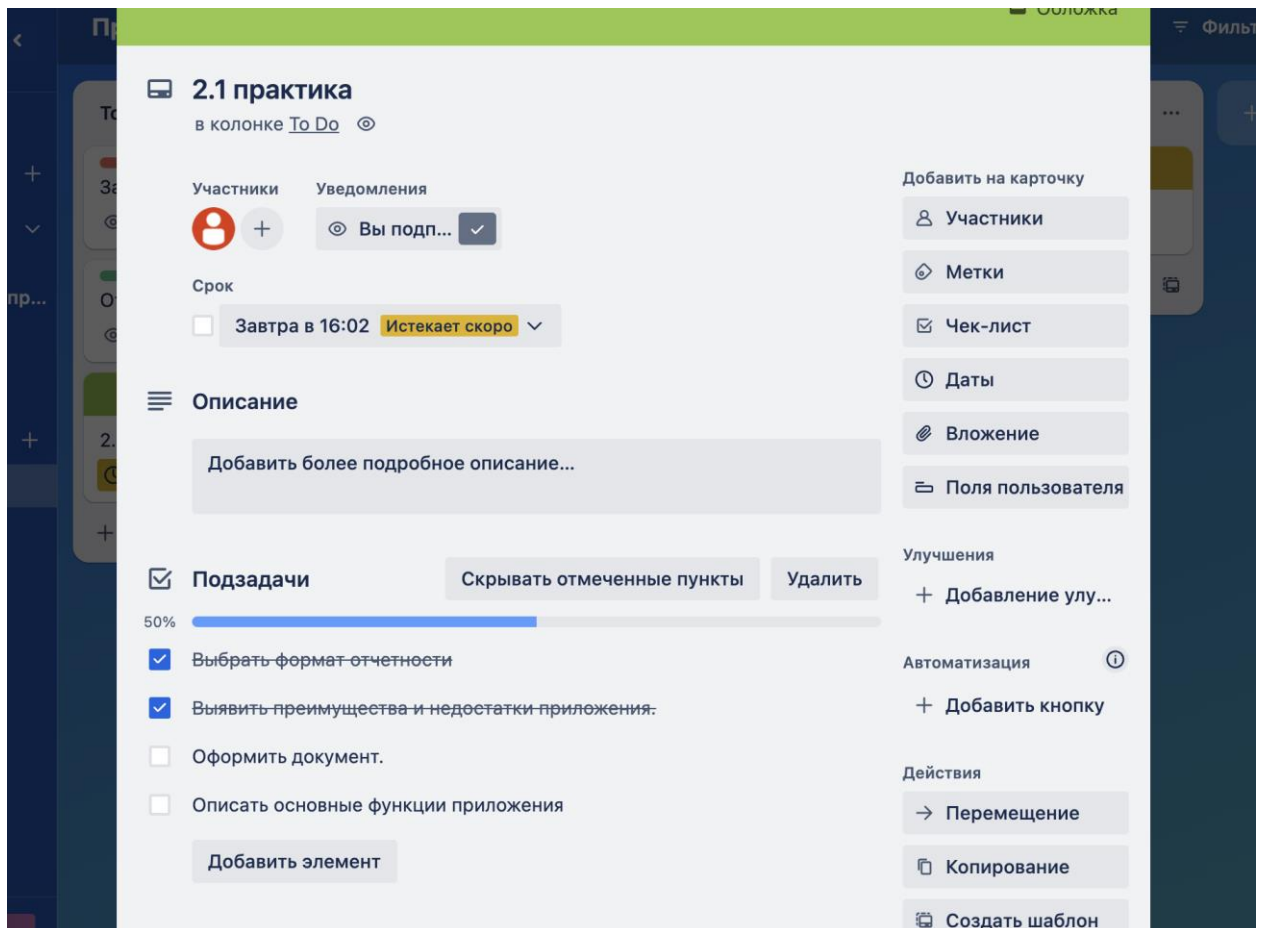 Обложка
2.1 практика
в колонке To Do
Участники
Уведомления
Вы подп...
Срок
Завтра в 16:02 Истекает скоро
Описание
Добавить более подробное описание...
Подзадачи
Скрывать отмеченные пункты
Удалить
50%
Выбрать формат отчетности
Выявить преимущества и недостатки приложения.
Оформить документ.
Описать основные функции приложения
Добавить элемент
Добавить на карточку
Участники
Метки
Чек-лист
Даты
Вложение
Поля пользователя
Улучшения
+ Добавление улу...
Автоматизация
+ Добавить кнопку
Действия
Перемещение
Копирование
Создать шаблон